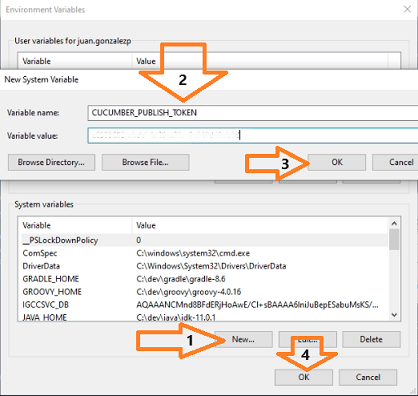 Environment Variables
User variables for juan.gonzalezp
Variable Value
New System Variable
2
Variable name: CUCUMBER_PUBLISH_TOKEN
Variable value:
Browse Directory... Browse File... 3 OK Cancel
System variables
Variable Value
__PSLockDownPolicy 0
ComSpec C:\windows\system32\cmd.exe
DriverData C:\Windows\System32\Drivers\DriverData
GRADLE_HOME C:\dev\gradle\gradle-8.6
GROOVY_HOME C:\dev\groovy\groovy-4.0.16
IGCCSVC_DB AQAAANCMnd8BFdERjHoAwE/Cl+sBAAAA6lniJuBepESabuMsKS/...
JAVA_HOME C:\dev\java\jdk-11.0.1
1 New... Edit... Delete
4
OK Cancel